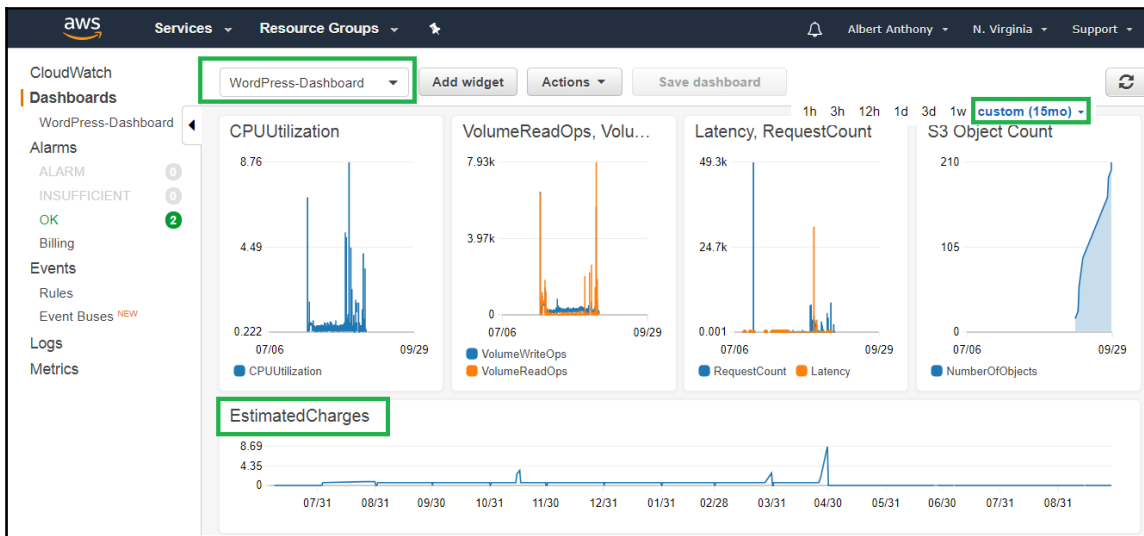 aws Services Resource Groups Albert Anthony N. Virginia Support
CloudWatch
Dashboards
WordPress-Dashboard
Alarms
ALARM 0
INSUFFICIENT 0
OK 2
Billing
Events
Rules
Event Buses NEW
Logs
Metrics
WordPress-Dashboard Add widget Actions Save dashboard
1h 3h 12h 1d 3d 1w custom (15mo)
CPUUtilization
8.76
4.49
0.222
07/06 09/29
CPUUtilization
VolumeReadOps, Volu...
7.93k
3.97k
0
07/06 09/29
VolumeWriteOps
VolumeReadOps
Latency, RequestCount
49.3k
24.7k
0.001
07/06 09/29
RequestCount Latency
S3 Object Count
210
105
0
07/06 09/29
NumberOfObjects
EstimatedCharges
8.69
4.35
0
07/31 08/31 09/30 10/31 11/30 12/31 01/31 02/28 03/31 04/30 05/31 06/30 07/31 08/31